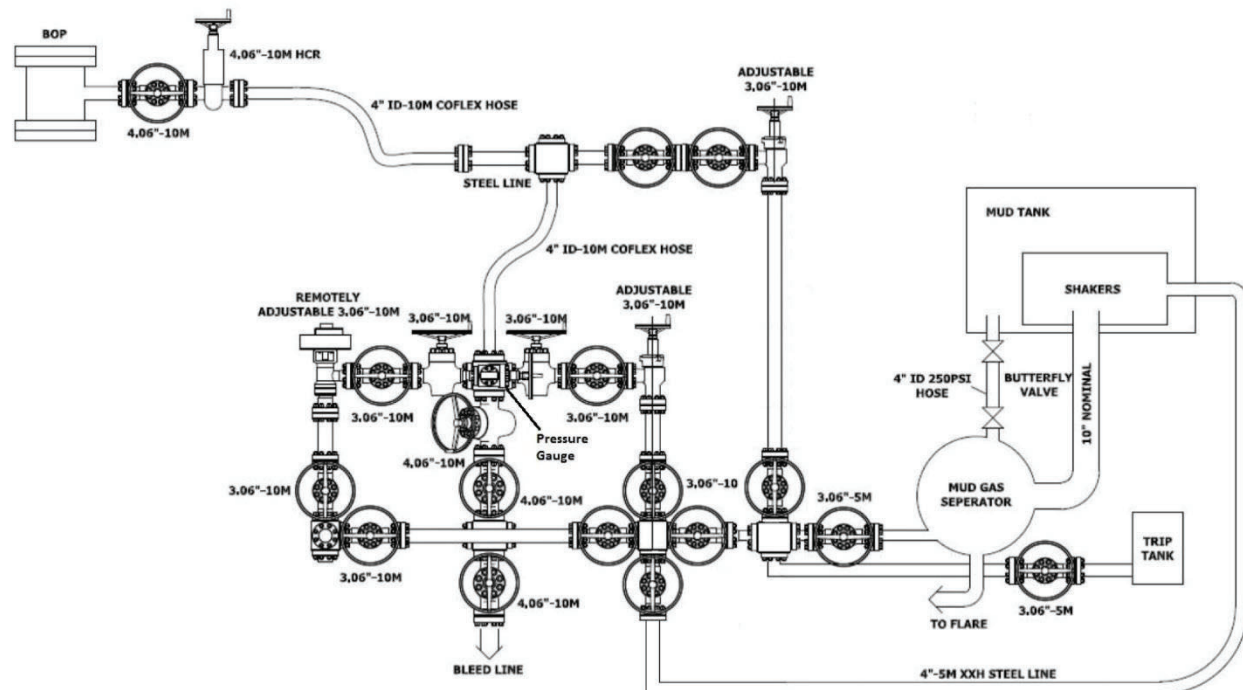 BOP
4,06"-10M HCR
4,06"-10M
4" ID-10M COFLEX HOSE
STEEL LINE
ADJUSTABLE
3,06"-10M
4" ID-10M COFLEX HOSE
MUD TANK
SHAKERS
REMOTELY
ADJUSTABLE 3.06"-10M
3,06"-10M
3.06"-10M
ADJUSTABLE
3,06"-10M
4" ID 250PSI
HOSE
BUTTERFLY
VALVE
10" NOMINAL
3.06"-10M
3.06"-10M
Pressure
Gauge
4,06"-10M
3.06"-10M
4,06"-10M
3,06"-10
3.06"-5M
MUD GAS
SEPERATOR
TRIP
TANK
3,06"-10M
4,06"-10M
3.06"-5M
TO FLARE
BLEED LINE
4"-5M XXH STEEL LINE